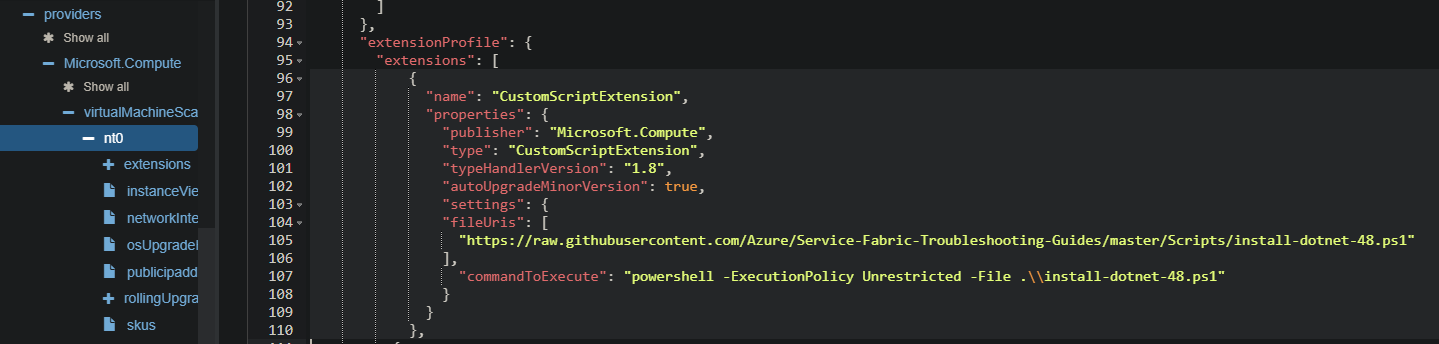 providers
Show all
Microsoft.Compute
Show all
virtualMachineSca
nt0
extensions
instanceVie
networkInte
osUpgradeI
publicipadd
rollingUpgra
skus
92 ]
93 },
94 "extensionProfile": {
95 "extensions": [
96 {
97 "name": "CustomScriptExtension",
98 "properties": {
99 "publisher": "Microsoft.Compute",
100 "type": "CustomScriptExtension",
101 "typeHandlerVersion": "1.8",
102 "autoUpgradeMinorVersion": true,
103 "settings": {
104 "fileUris": [
105 "https://raw.githubusercontent.com/Azure/Service-Fabric-Troubleshooting-Guides/master/Scripts/install-dotnet-48.ps1"
106 ],
107 "commandToExecute": "powershell -ExecutionPolicy Unrestricted -File .\\install-dotnet-48.ps1"
108 }
109 }
110 },